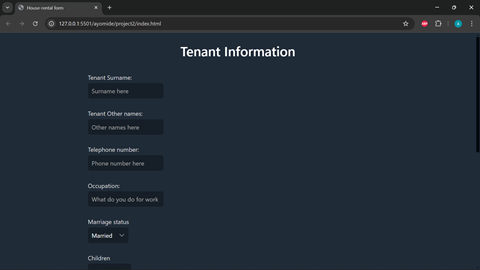 House rental form
127.0.0.1:5501/ayomide/project2/index.html
Tenant Information
Tenant Surname:
Surname here
Tenant Other names:
Other names here
Telephone number:
Phone number here
Occupation:
What do you do for work
Marriage status
Married
Children